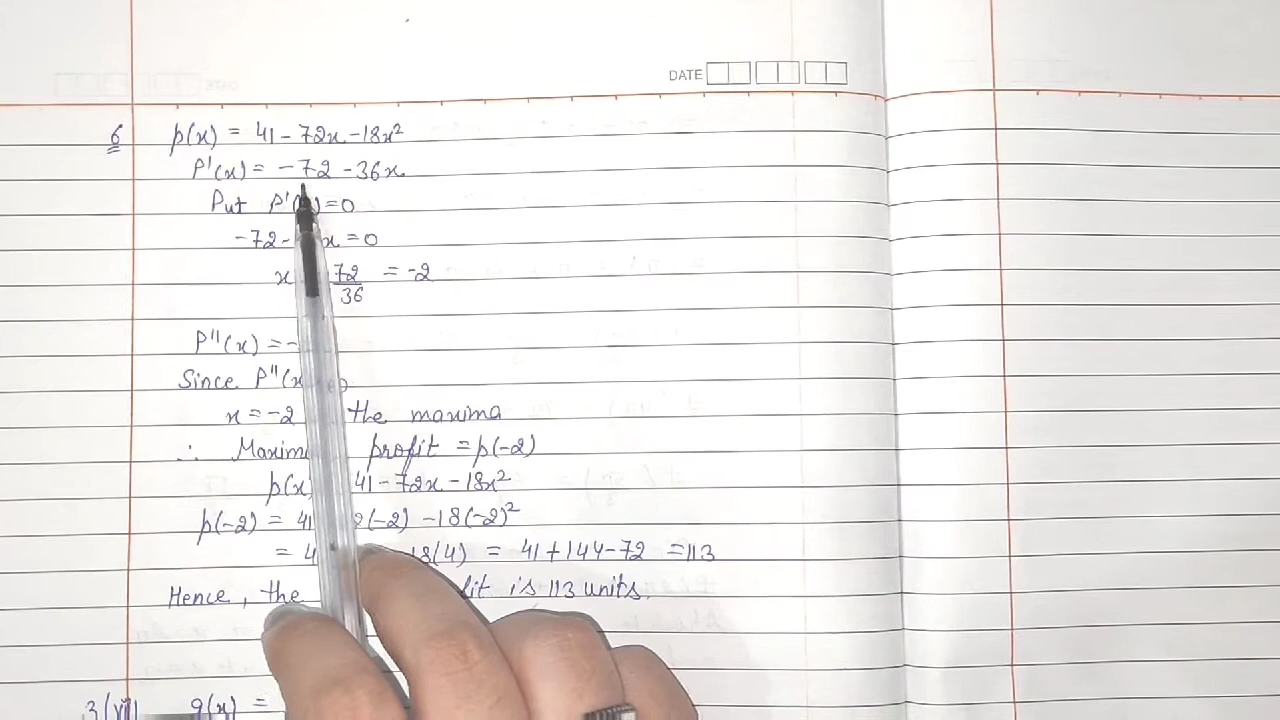 DATE
6 p(x) = 41 - 72x - 18x²
P'(x) = -72 - 36x
Put P'( ) = 0
-72 - x = 0
x 72/36 = -2
P''(x) = -
Since P''(x
x = -2 the maxima
∴ Maxim profit = p(-2)
p(x) 41 - 72x - 18x²
p(-2) = 41 2(-2) - 18(-2)²
= 4 18(4) = 41 + 144 - 72 = 113
Hence, the fit is 113 units.
3(viii) g(x) =